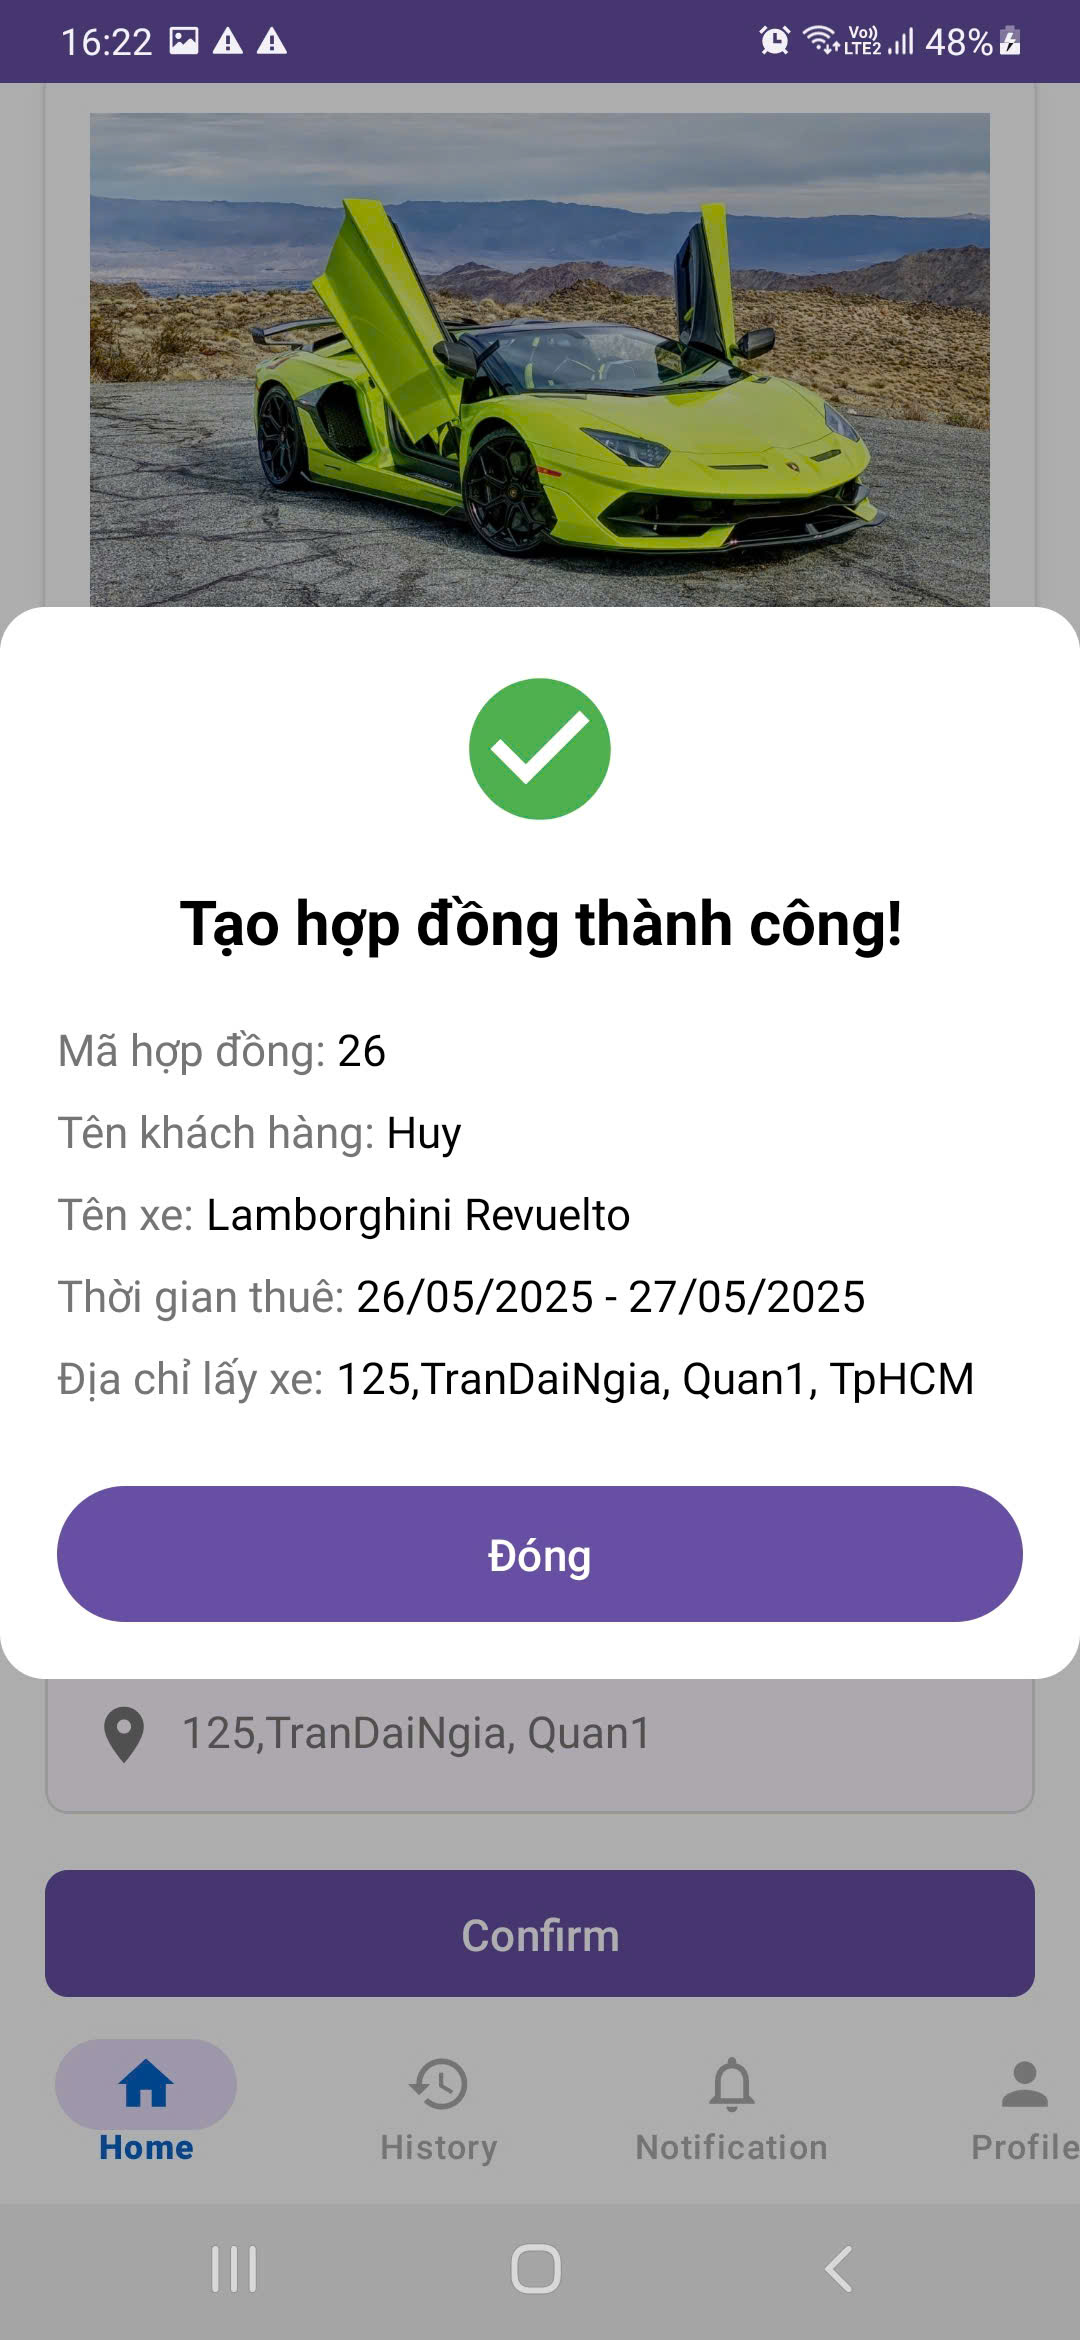 16:22 Vo)) LTE2 48%
Tạo hợp đồng thành công!
Mã hợp đồng: 26
Tên khách hàng: Huy
Tên xe: Lamborghini Revuelto
Thời gian thuê: 26/05/2025 - 27/05/2025
Địa chỉ lấy xe: 125,TranDaiNgia, Quan1, TpHCM
Đóng
125,TranDaiNgia, Quan1
Confirm
Home History Notification Profile